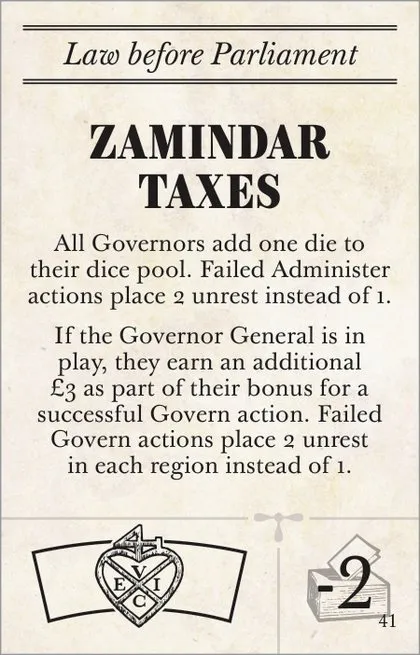 Law before Parliament
ZAMINDAR
TAXES
All Governors add one die to
their dice pool. Failed Administer
actions place 2 unrest instead of 1.
If the Governor General is in
play, they earn an additional
£3 as part of their bonus for a
successful Govern action. Failed
Govern actions place 2 unrest
in each region instead of 1.
4
V
E I
C
-2
41